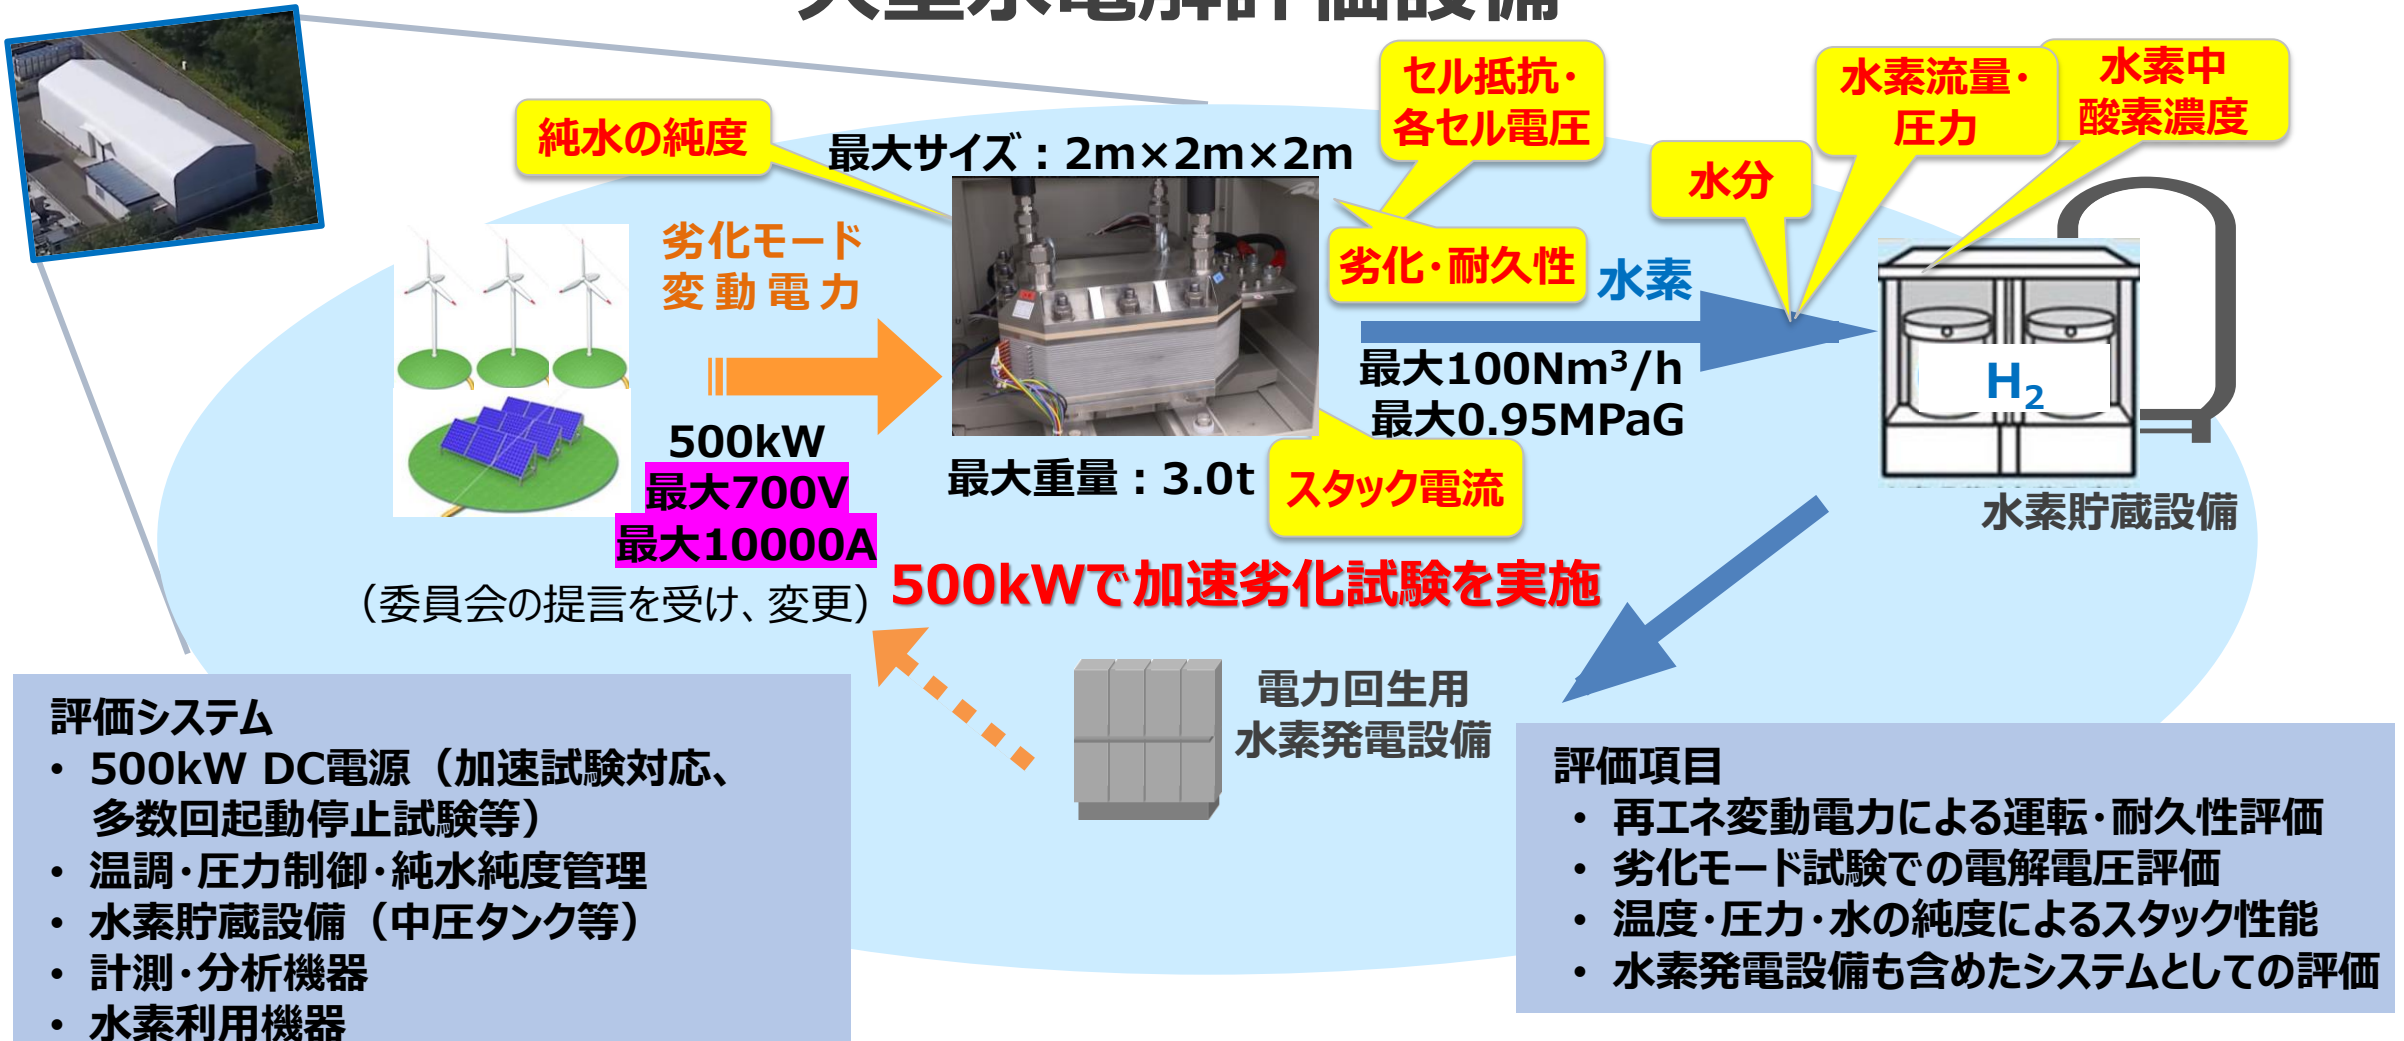 大型水電解評価設備
純水の純度
最大サイズ：2m×2m×2m
セル抵抗・
各セル電圧
水素流量・
圧力
水素中
酸素濃度
水分
劣化モード
変動電力
劣化・耐久性
水素
500kW
最大700V
最大10000A
（委員会の提言を受け、変更）
最大重量：3.0t
スタック電流
最大100Nm³/h
最大0.95MPaG
H₂
水素貯蔵設備
500kWで加速劣化試験を実施
電力回生用
水素発電設備
評価システム
• 500kW DC電源（加速試験対応、
多数回起動停止試験等）
• 温調・圧力制御・純水純度管理
• 水素貯蔵設備（中圧タンク等）
• 計測・分析機器
• 水素利用機器
評価項目
• 再エネ変動電力による運転・耐久性評価
• 劣化モード試験での電解電圧評価
• 温度・圧力・水の純度によるスタック性能
• 水素発電設備も含めたシステムとしての評価